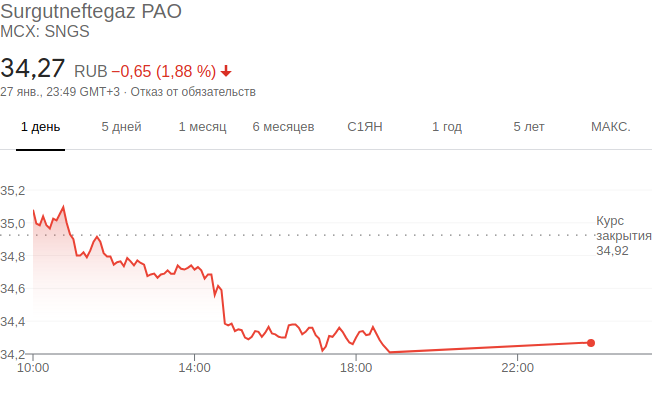 Surgutneftegaz PAO
MCX: SNGS
34,27 RUB −0,65 (1,88 %)
27 янв., 23:49 GMT+3 · Отказ от обязательств
1 день 5 дней 1 месяц 6 месяцев С1ЯН 1 год 5 лет МАКС.
35,2
35,0
34,8
34,6
34,4
34,2
Курс
закрытия
34,92
10:00 14:00 18:00 22:00